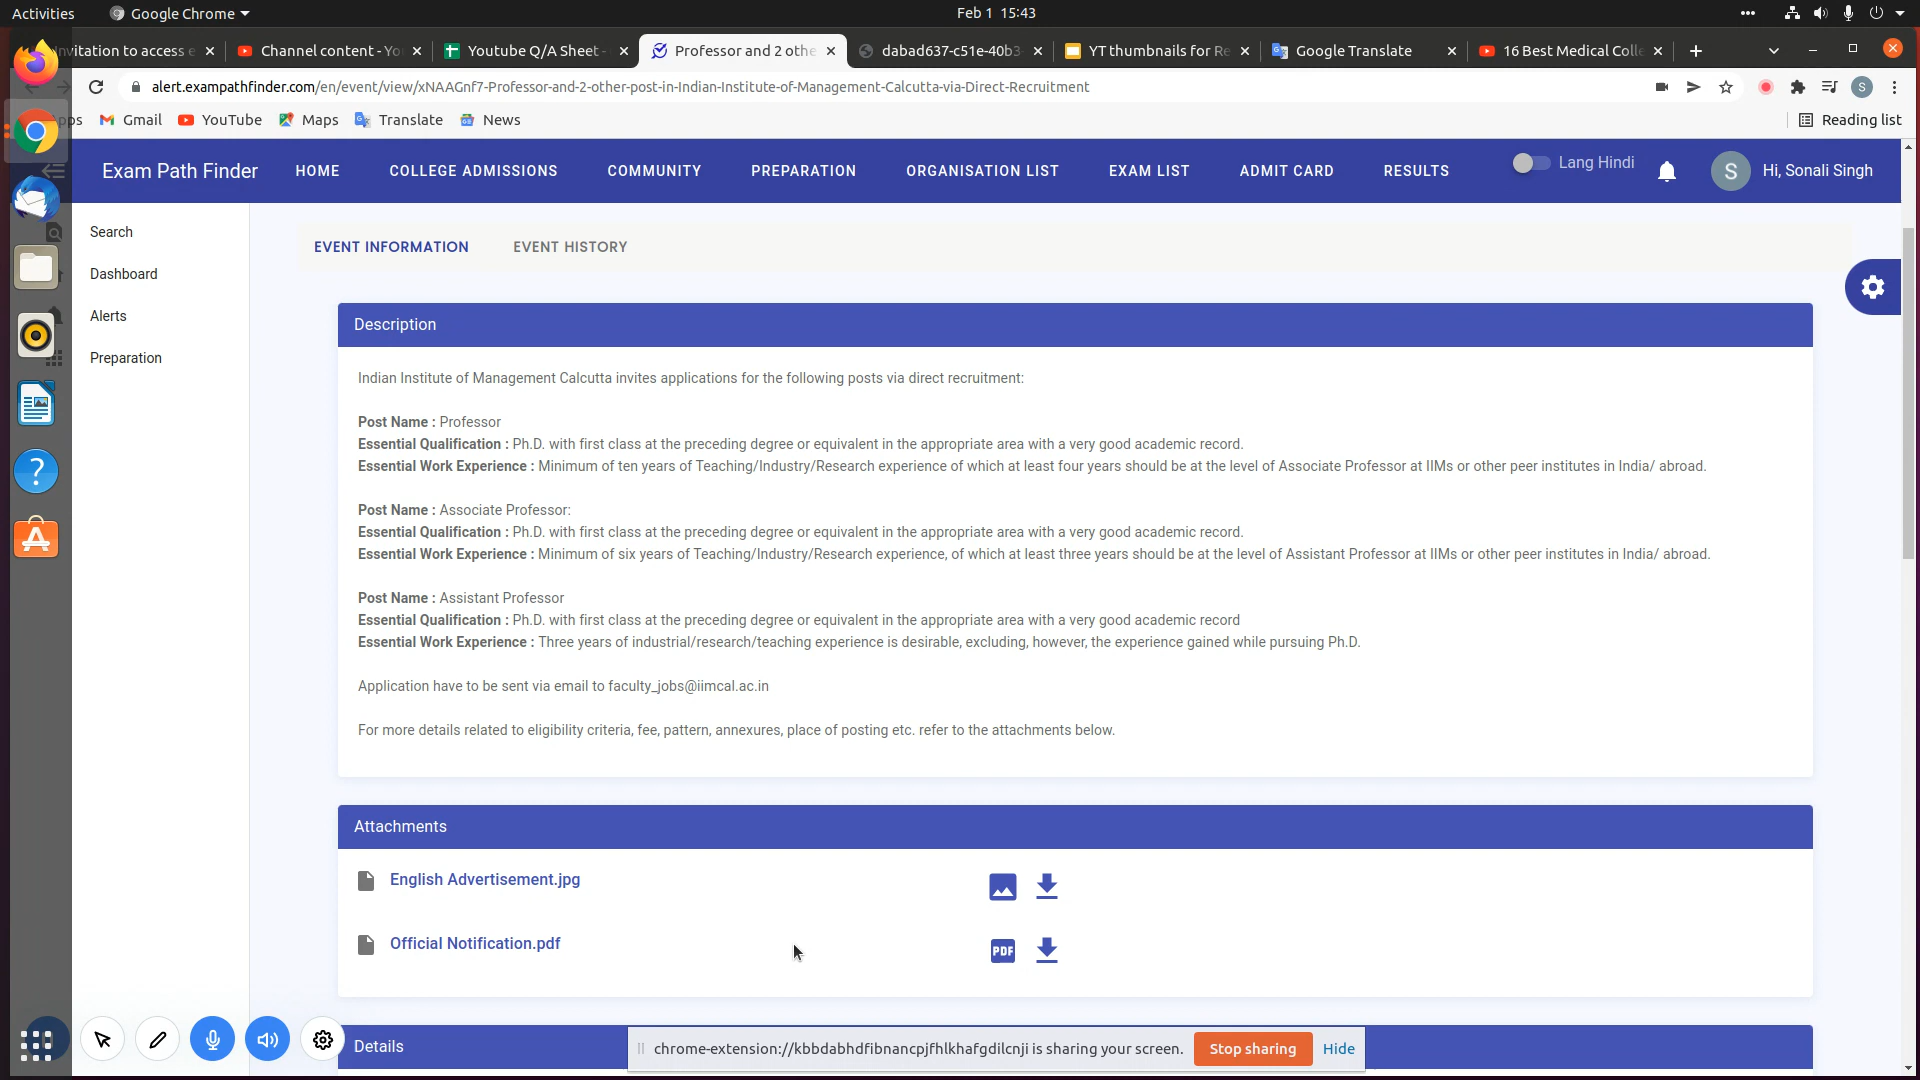 Activities
Google Chrome
Feb 1 15:43
nvitation to access e
Channel content - Yo
Youtube Q/A Sheet -
Professor and 2 othe
dabad637-c51e-40b3-
YT thumbnails for Re
Google Translate
16 Best Medical Colle
alert.exampathfinder.com/en/event/view/xNAAGnf7-Professor-and-2-other-post-in-Indian-Institute-of-Management-Calcutta-via-Direct-Recruitment
S
Gmail
YouTube
Maps
Translate
News
Reading list
Exam Path Finder
HOME
COLLEGE ADMISSIONS
COMMUNITY
PREPARATION
ORGANISATION LIST
EXAM LIST
ADMIT CARD
RESULTS
Lang Hindi
S
Hi, Sonali Singh
Search
Dashboard
Alerts
Preparation
EVENT INFORMATION
EVENT HISTORY
Description
Indian Institute of Management Calcutta invites applications for the following posts via direct recruitment:
Post Name : Professor
Essential Qualification : Ph.D. with first class at the preceding degree or equivalent in the appropriate area with a very good academic record.
Essential Work Experience : Minimum of ten years of Teaching/Industry/Research experience of which at least four years should be at the level of Associate Professor at IIMs or other peer institutes in India/ abroad.
Post Name : Associate Professor:
Essential Qualification : Ph.D. with first class at the preceding degree or equivalent in the appropriate area with a very good academic record.
Essential Work Experience : Minimum of six years of Teaching/Industry/Research experience, of which at least three years should be at the level of Assistant Professor at IIMs or other peer institutes in India/ abroad.
Post Name : Assistant Professor
Essential Qualification : Ph.D. with first class at the preceding degree or equivalent in the appropriate area with a very good academic record
Essential Work Experience : Three years of industrial/research/teaching experience is desirable, excluding, however, the experience gained while pursuing Ph.D.
Application have to be sent via email to faculty_jobs@iimcal.ac.in
For more details related to eligibility criteria, fee, pattern, annexures, place of posting etc. refer to the attachments below.
Attachments
English Advertisement.jpg
Official Notification.pdf
PDF
Details
chrome-extension://kbbdabhdfibnancpjfhlkhafgdilcnji is sharing your screen.
Stop sharing
Hide